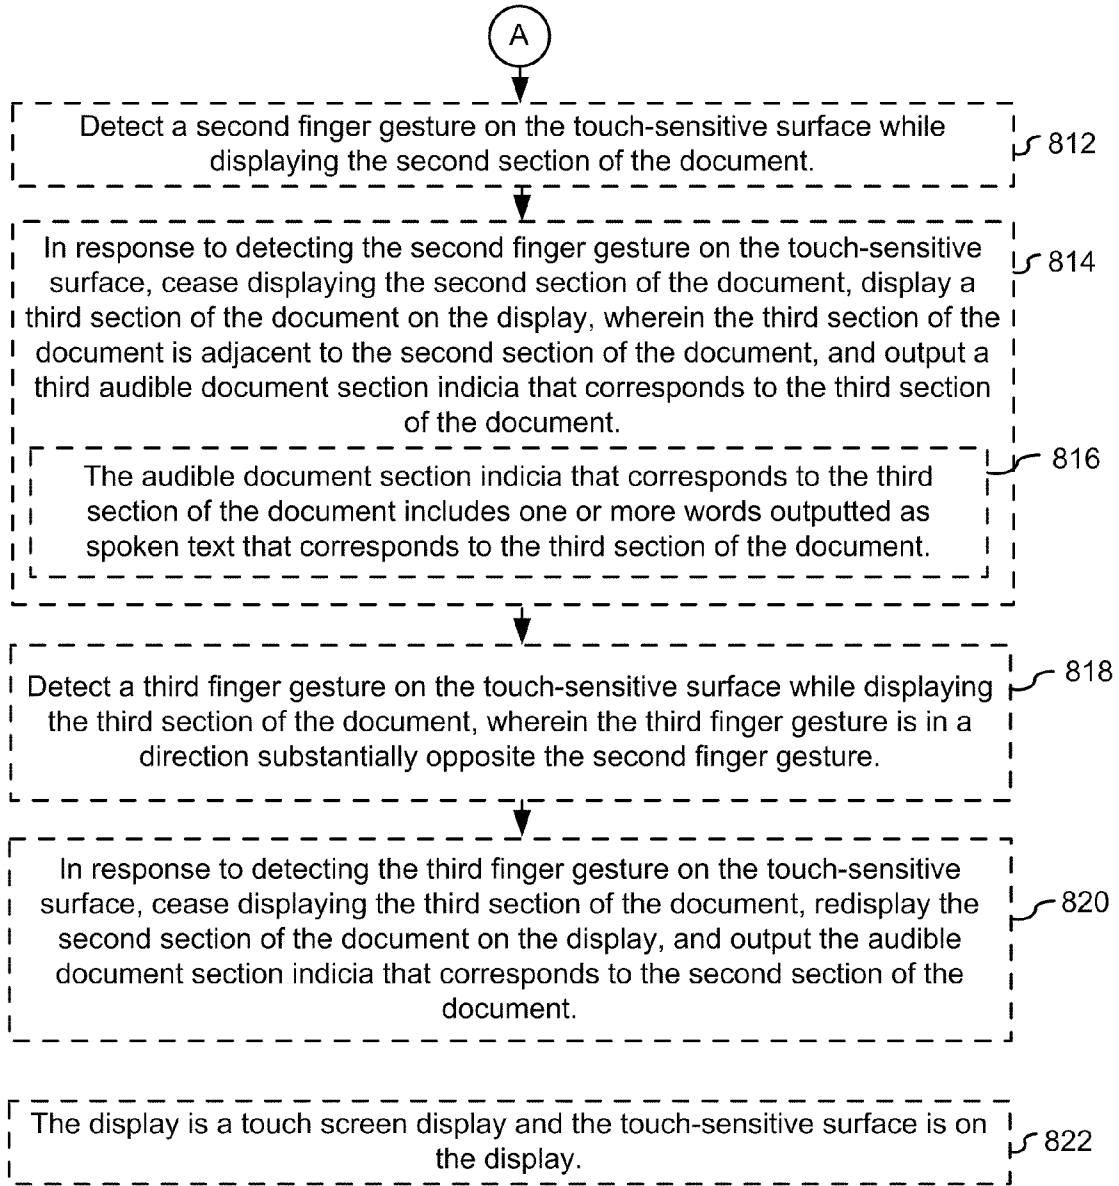 A
Detect a second finger gesture on the touch-sensitive surface while
displaying the second section of the document.
812
In response to detecting the second finger gesture on the touch-sensitive
surface, cease displaying the second section of the document, display a
third section of the document on the display, wherein the third section of the
document is adjacent to the second section of the document, and output a
third audible document section indicia that corresponds to the third section
of the document.
814
The audible document section indicia that corresponds to the third
section of the document includes one or more words outputted as
spoken text that corresponds to the third section of the document.
816
Detect a third finger gesture on the touch-sensitive surface while displaying
the third section of the document, wherein the third finger gesture is in a
direction substantially opposite the second finger gesture.
818
In response to detecting the third finger gesture on the touch-sensitive
surface, cease displaying the third section of the document, redisplay the
second section of the document on the display, and output the audible
document section indicia that corresponds to the second section of the
document.
820
The display is a touch screen display and the touch-sensitive surface is on
the display.
822